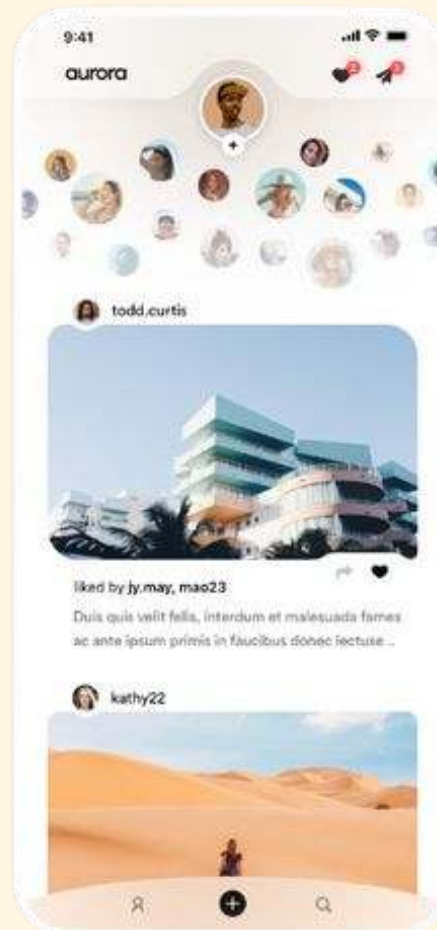 9:41
aurora
todd.curtis
liked by jy.may, mao23
Duis quis velit felis, interdum et malesuada fames
ac ante ipsum primis in faucibus donec lectuse ..
kathy22